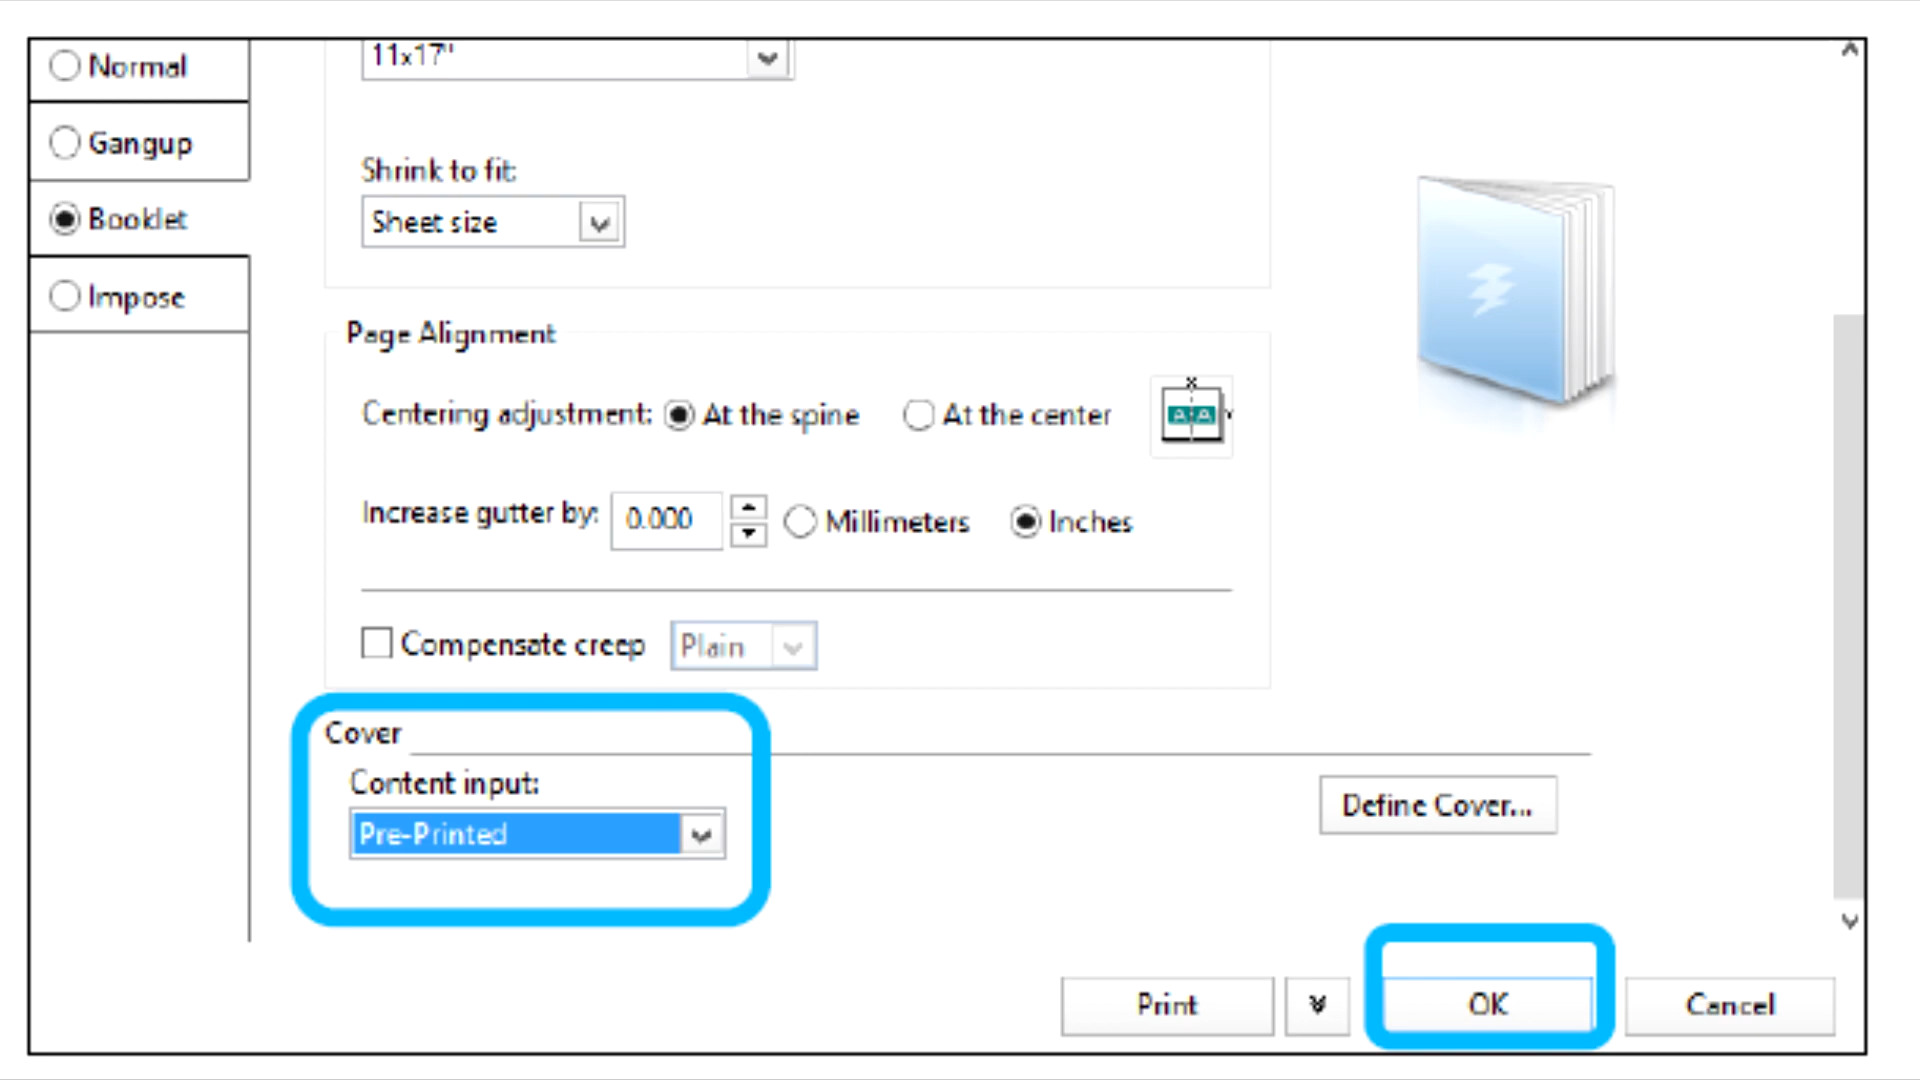 Normal
Gangup
Booklet
Impose
11x17"
Shrink to fit:
Sheet size
Page Alignment
Centering adjustment: At the spine At the center
A A
Increase gutter by: 0.000 Millimeters Inches
Compensate creep Plain
Cover
Content input:
Pre-Printed
Define Cover...
Print OK Cancel